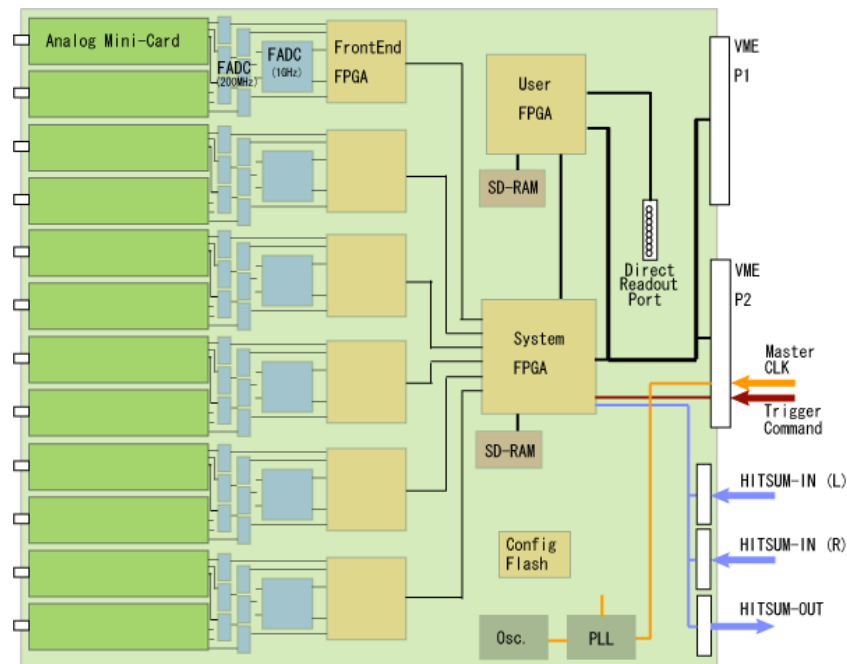 Analog Mini-Card
FADC
(200MHz)
FADC
(1GHz)
FrontEnd
FPGA
User
FPGA
SD-RAM
VME
P1
Direct
Readout
Port
VME
P2
System
FPGA
SD-RAM
Master
CLK
Trigger
Command
HITSUM-IN (L)
HITSUM-IN (R)
HITSUM-OUT
Config
Flash
Osc.
PLL